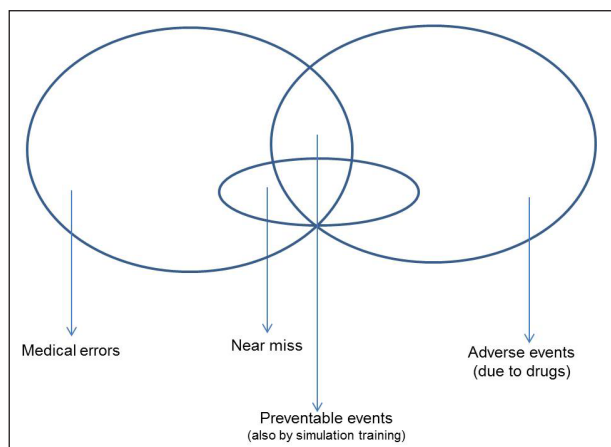 Medical errors
Near miss
Adverse events
(due to drugs)
Preventable events
(also by simulation training)